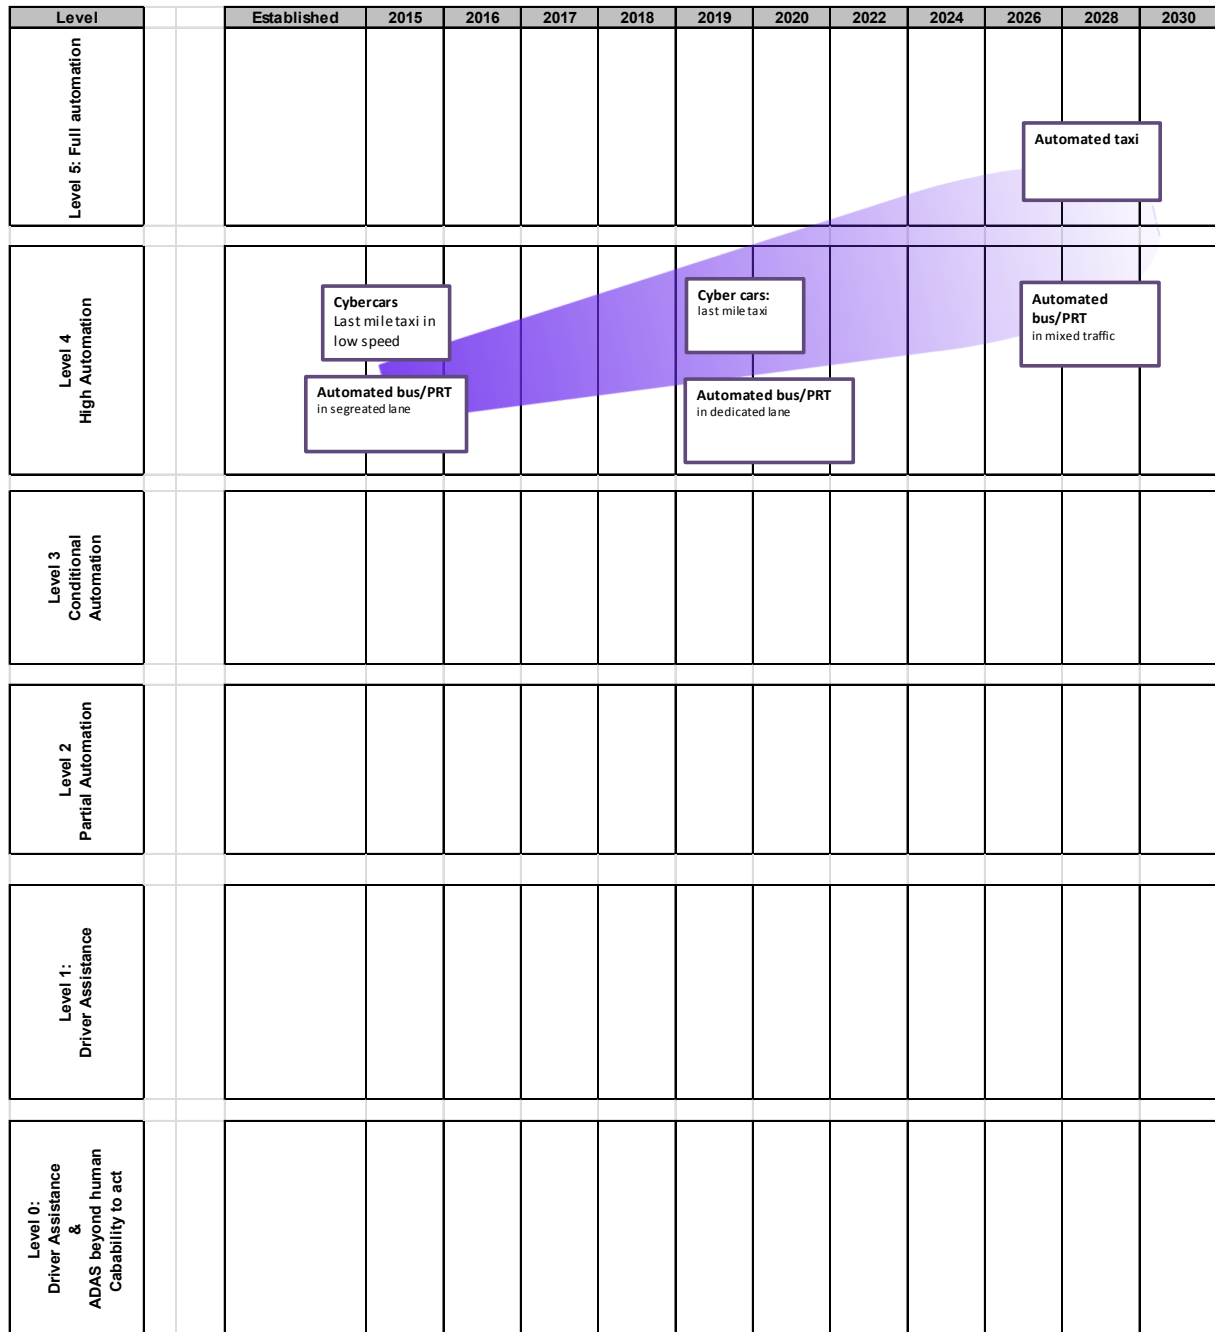 Level Established 2015 2016 2017 2018 2019 2020 2022 2024 2026 2028 2030
Level 5: Full automation
Automated taxi
Level 4
High Automation
Cybercars
Last mile taxi in
low speed
Automated bus/PRT
in segreated lane
Cyber cars:
last mile taxi
Automated bus/PRT
in dedicated lane
Automated
bus/PRT
in mixed traffic
Level 3
Conditional
Automation
Level 2
Partial Automation
Level 1:
Driver Assistance
Level 0:
Driver Assistance
&
ADAS beyond human
Cabability to act